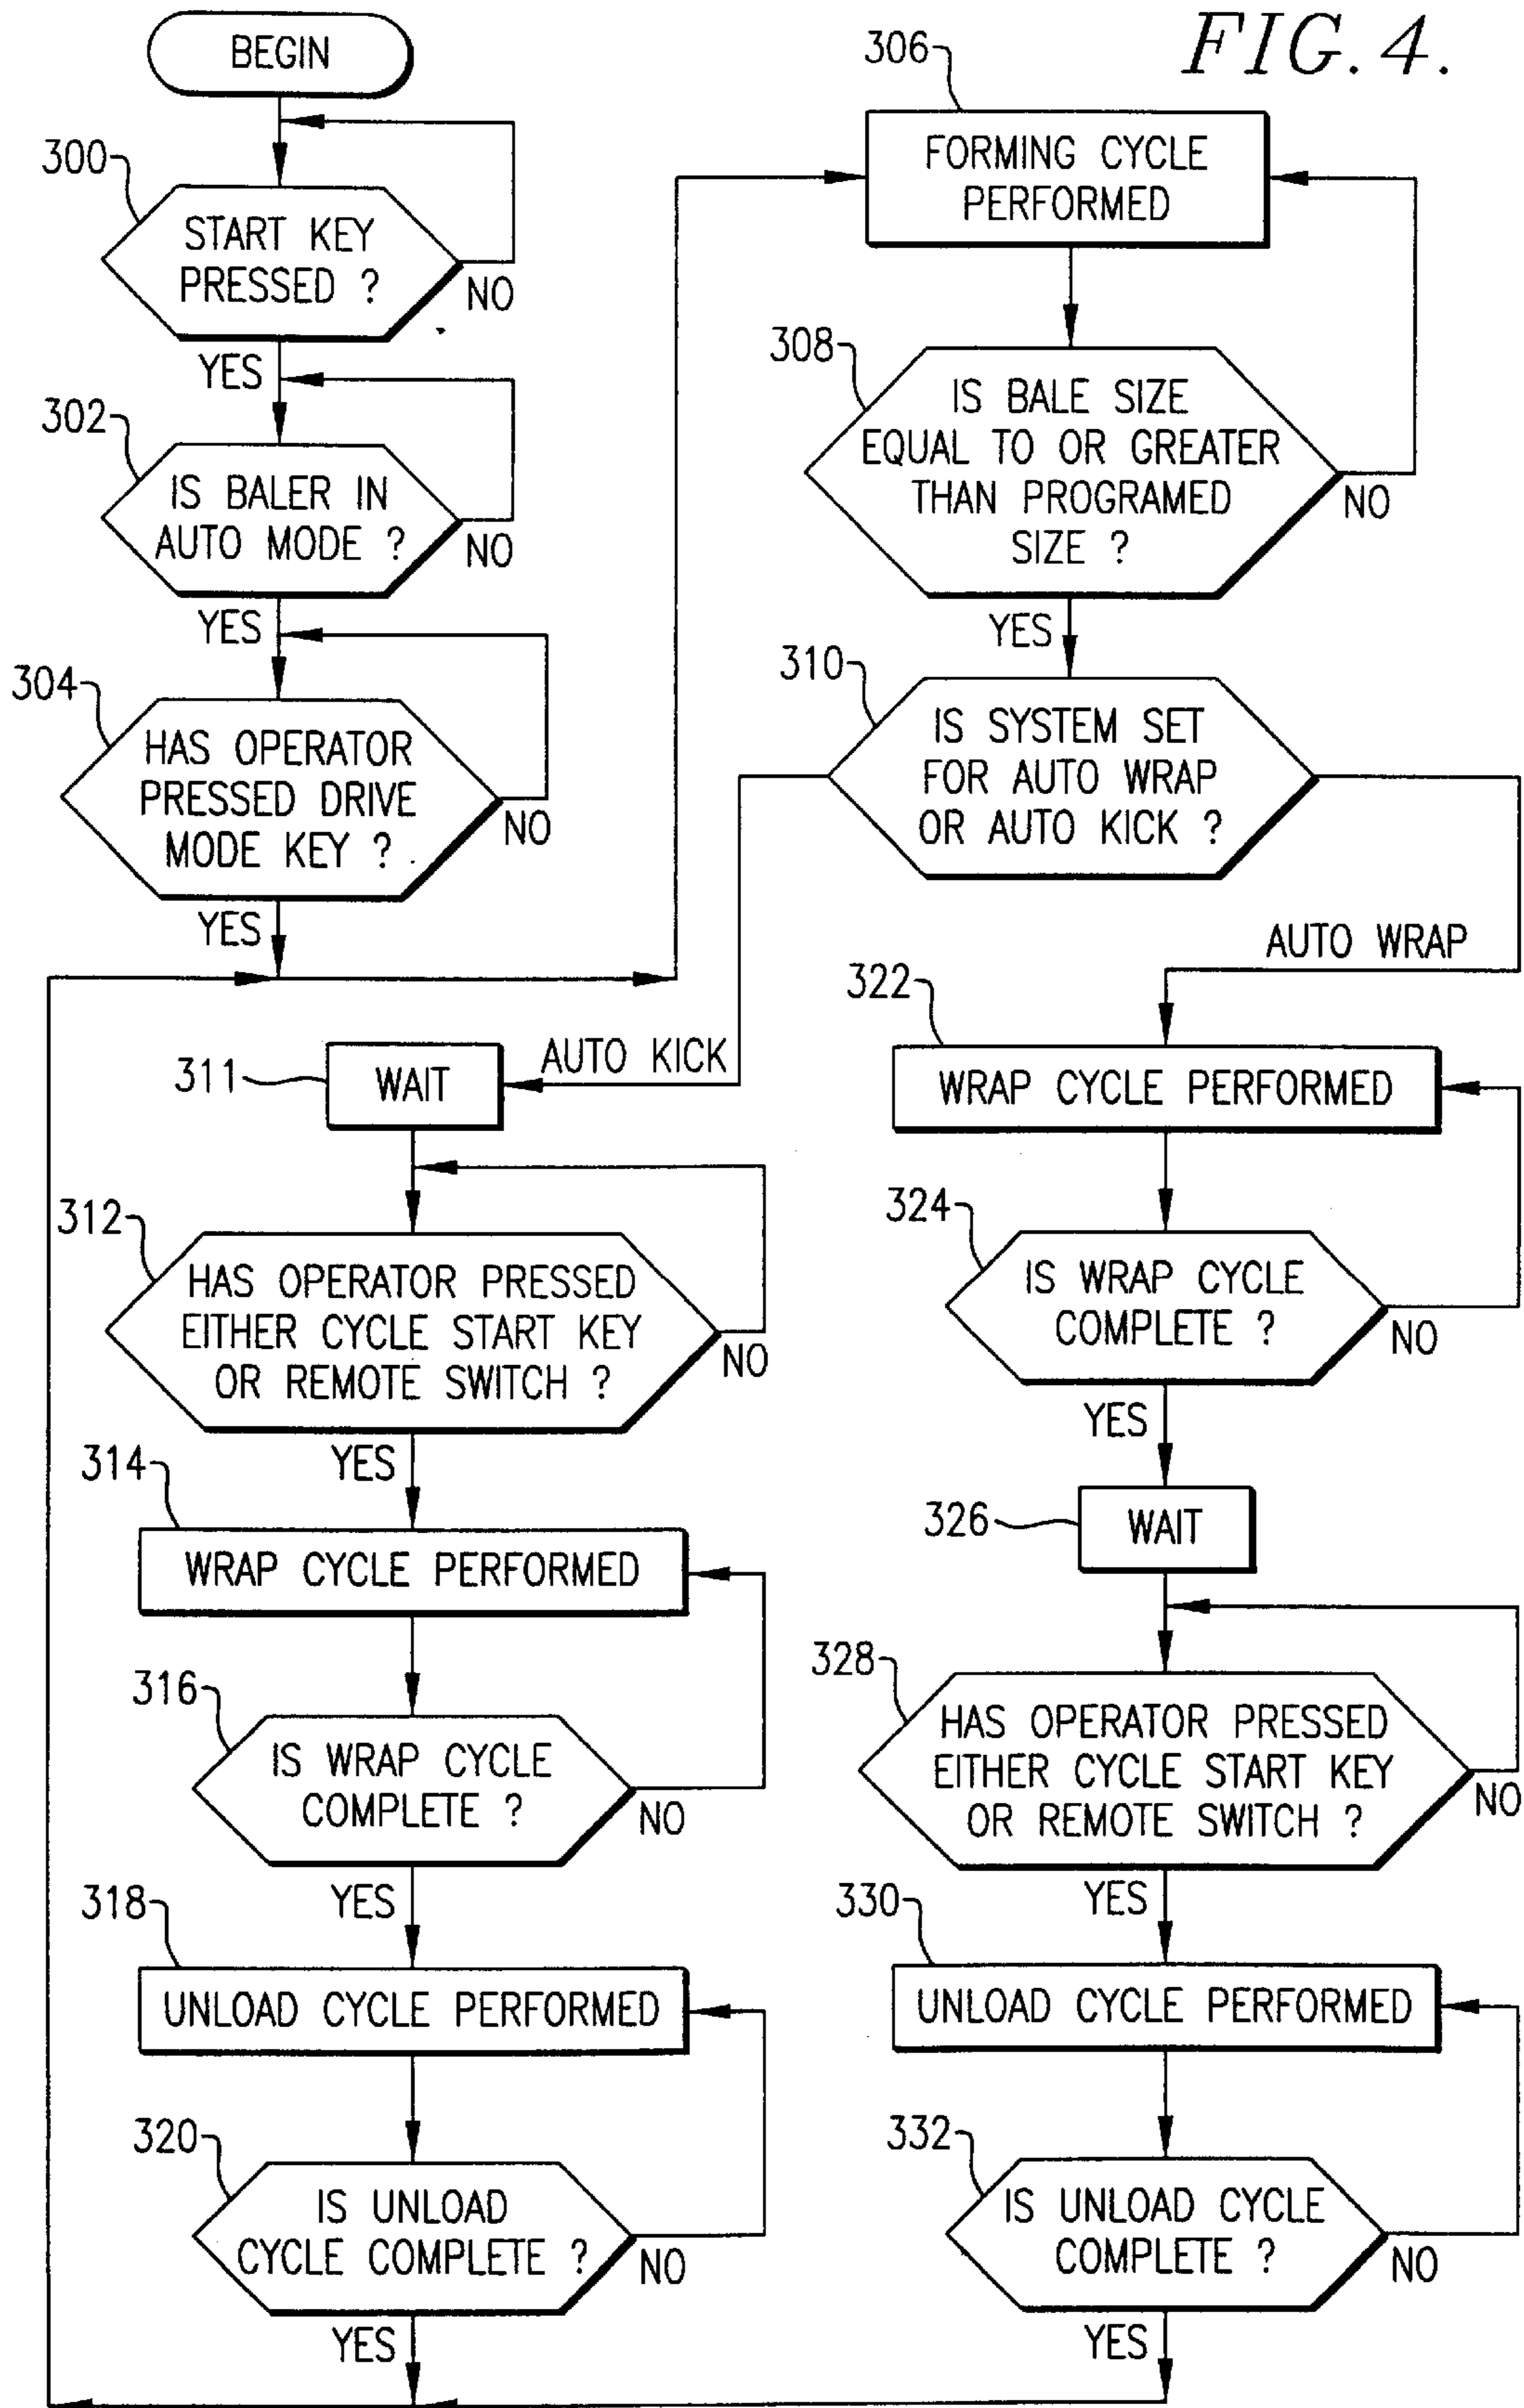 FIG. 4.
BEGIN
300
START KEY
PRESSED ?
NO
YES
302
IS BALER IN
AUTO MODE ?
NO
YES
304
HAS OPERATOR
PRESSED DRIVE
MODE KEY ?
NO
YES
306
FORMING CYCLE
PERFORMED
308
IS BALE SIZE
EQUAL TO OR GREATER
THAN PROGRAMED
SIZE ?
NO
YES
310
IS SYSTEM SET
FOR AUTO WRAP
OR AUTO KICK ?
AUTO KICK
AUTO WRAP
311
WAIT
312
HAS OPERATOR PRESSED
EITHER CYCLE START KEY
OR REMOTE SWITCH ?
NO
YES
314
WRAP CYCLE PERFORMED
316
IS WRAP CYCLE
COMPLETE ?
NO
YES
318
UNLOAD CYCLE PERFORMED
320
IS UNLOAD
CYCLE COMPLETE ?
NO
YES
322
WRAP CYCLE PERFORMED
324
IS WRAP CYCLE
COMPLETE ?
NO
YES
326
WAIT
328
HAS OPERATOR PRESSED
EITHER CYCLE START KEY
OR REMOTE SWITCH ?
NO
YES
330
UNLOAD CYCLE PERFORMED
332
IS UNLOAD CYCLE
COMPLETE ?
NO
YES